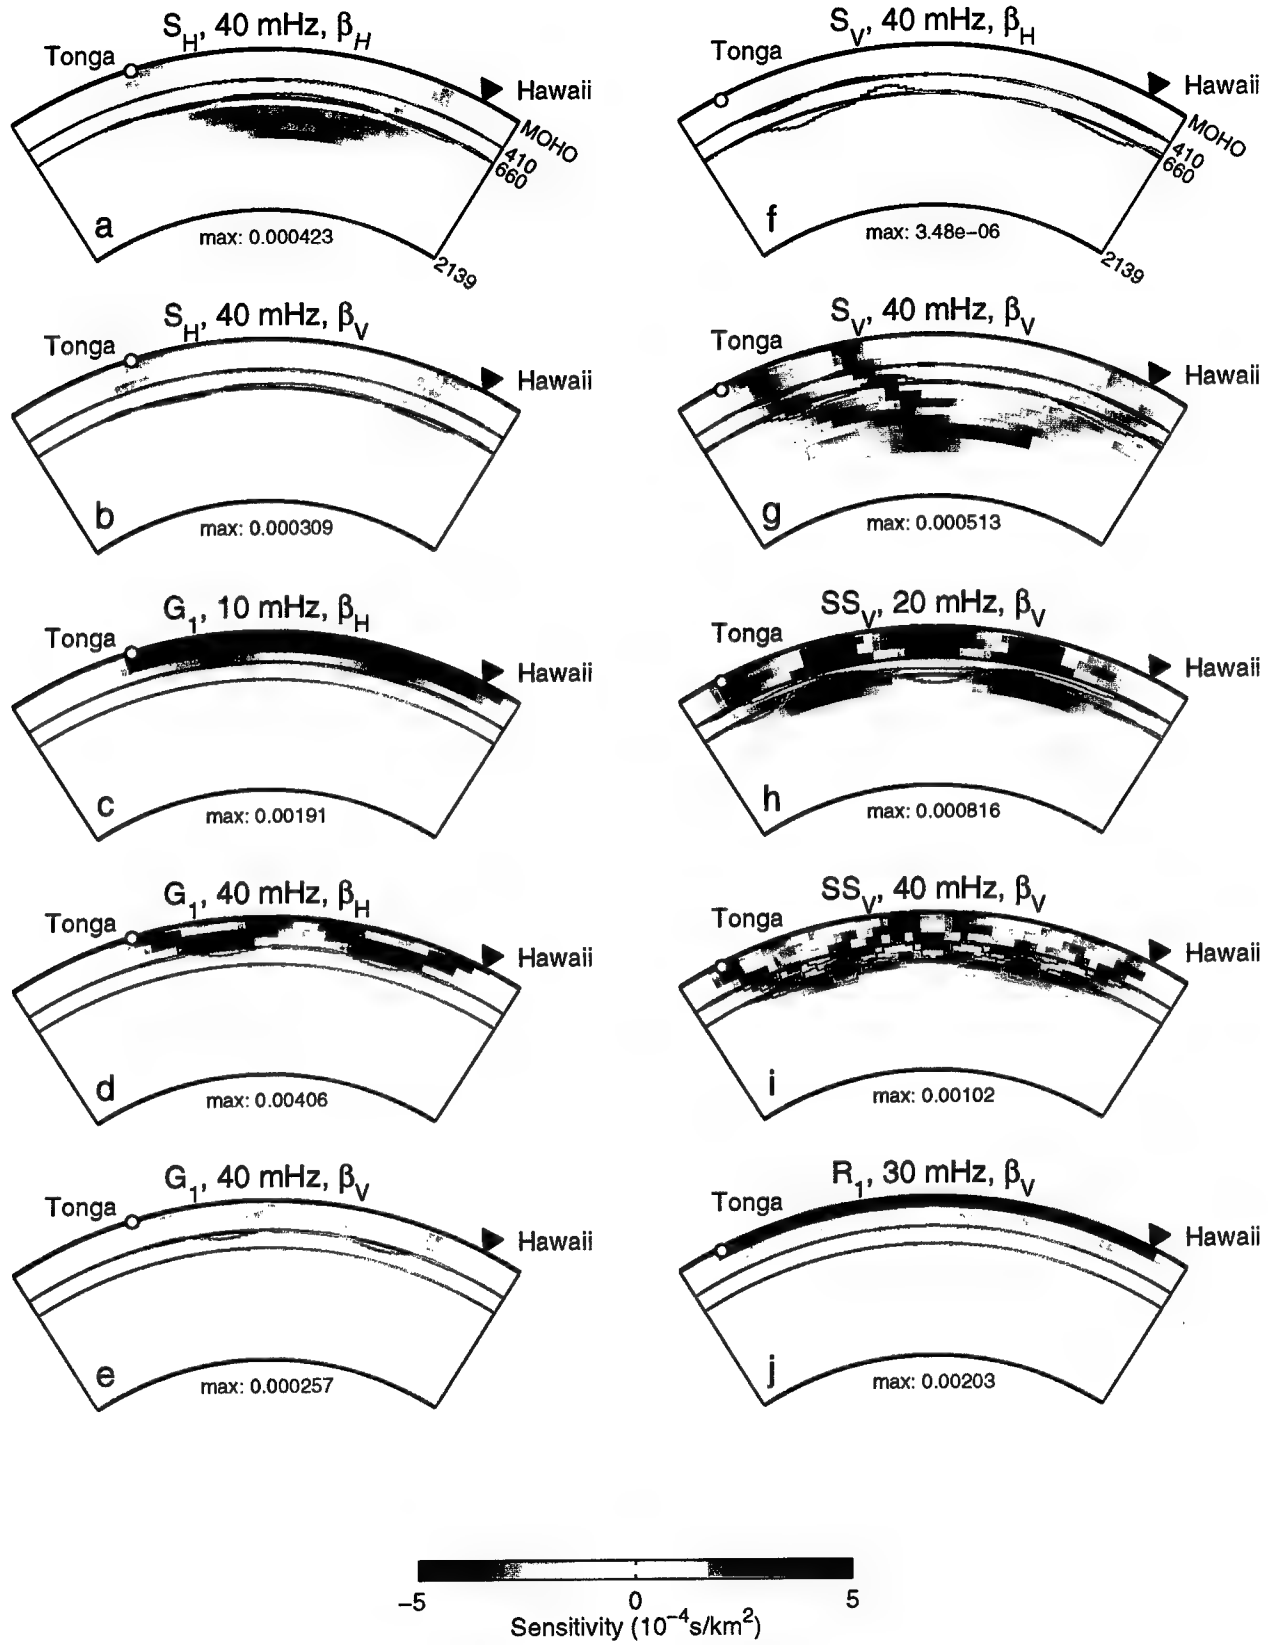 S_H, 40 mHz, β_H
Tonga
Hawaii
MOHO
410
660
a
max: 0.000423
2139
S_H, 40 mHz, β_V
Tonga
Hawaii
b
max: 0.000309
G_1, 10 mHz, β_H
Tonga
Hawaii
c
max: 0.00191
G_1, 40 mHz, β_H
Tonga
Hawaii
d
max: 0.00406
G_1, 40 mHz, β_V
Tonga
Hawaii
e
max: 0.000257
S_V, 40 mHz, β_H
Tonga
Hawaii
MOHO
410
660
f
max: 3.48e−06
2139
S_V, 40 mHz, β_V
Tonga
Hawaii
g
max: 0.000513
SS_V, 20 mHz, β_V
Tonga
Hawaii
h
max: 0.000816
SS_V, 40 mHz, β_V
Tonga
Hawaii
i
max: 0.00102
R_1, 30 mHz, β_V
Tonga
Hawaii
j
max: 0.00203
−5 0 5
Sensitivity (10^−4 s/km^2)